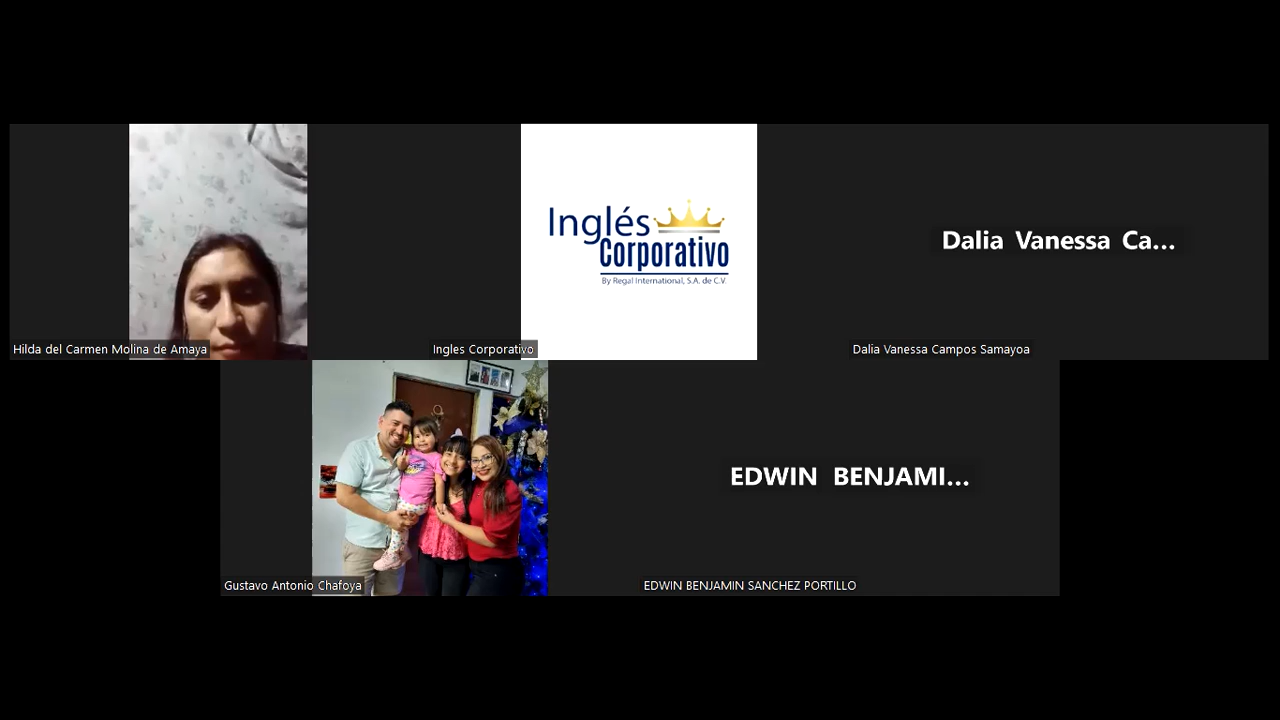 Inglés
Corporativo
By Regal International, S.A. de C.V.
Dalia Vanessa Ca...
Hilda del Carmen Molina de Amaya
Ingles Corporativo
Dalia Vanessa Campos Samayoa
EDWIN BENJAMI...
Gustavo Antonio Chafoya
EDWIN BENJAMIN SANCHEZ PORTILLO